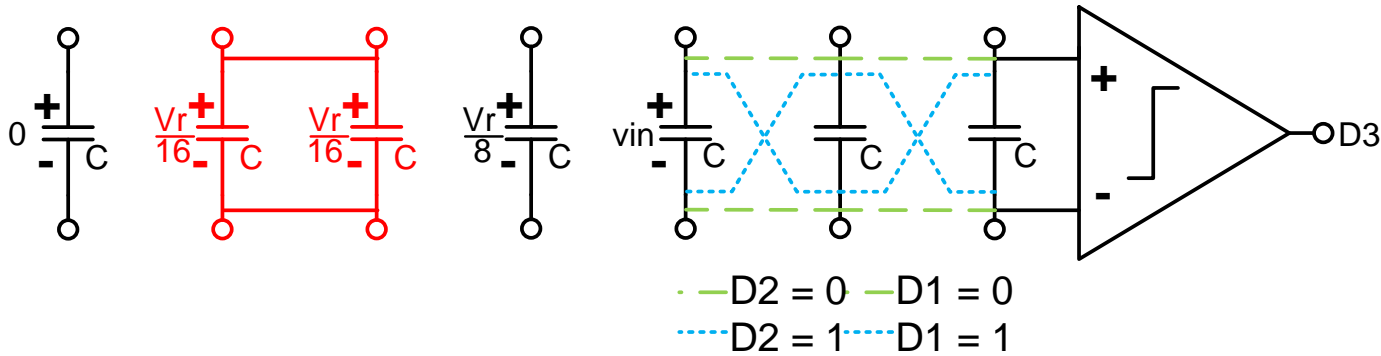 + + + + +
0 Vr/16 Vr/16 Vr/8 vin D3
- - - - -
C C C C C C C
D2 = 0 D1 = 0
D2 = 1 D1 = 1